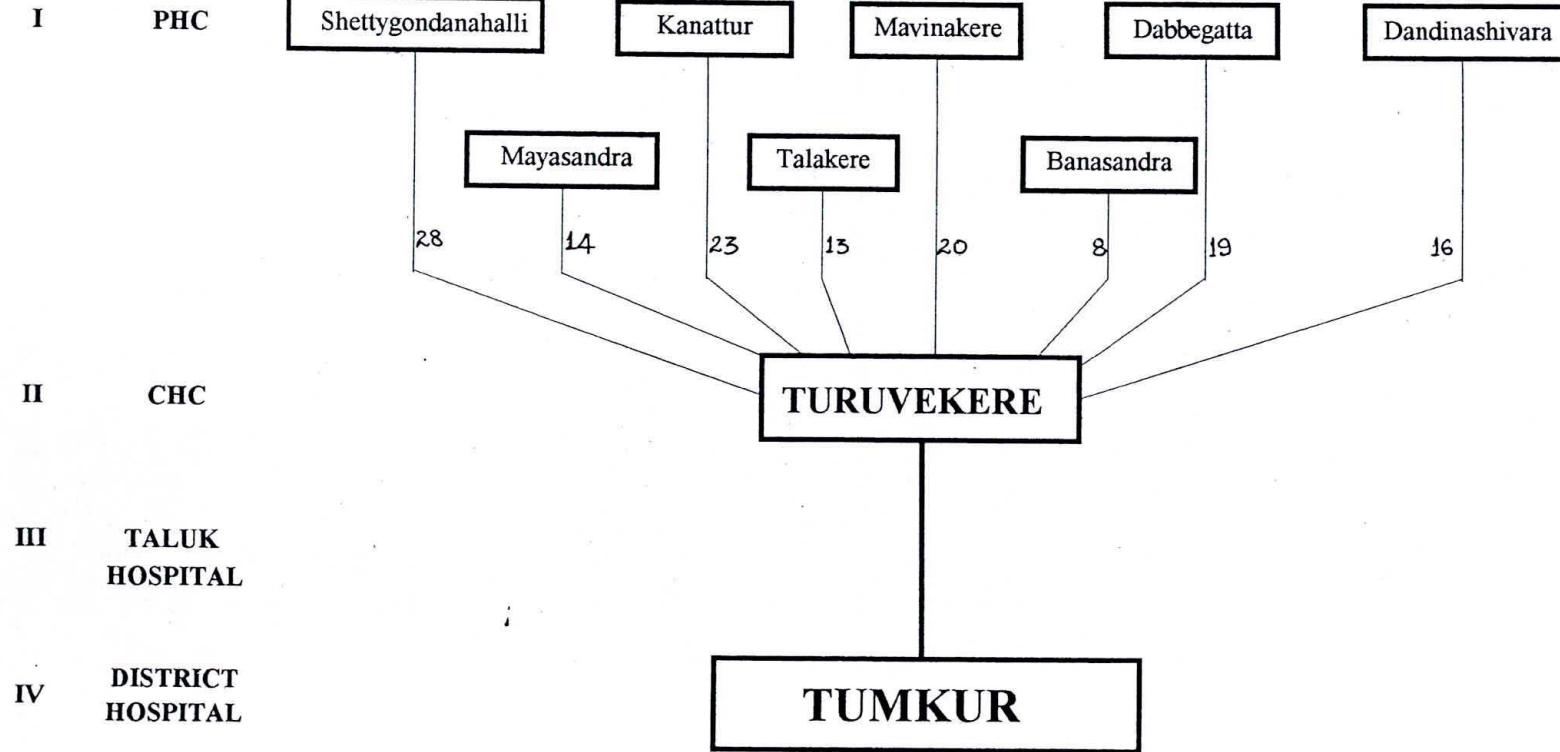 I PHC Shettygondanahalli Kanattur Mavinakere Dabbegatta Dandinashivara
Mayasandra Talakere Banasandra
28 14 23 13 20 8 19 16
II CHC TURUVEKERE
III TALUK
HOSPITAL
IV DISTRICT
HOSPITAL
TUMKUR